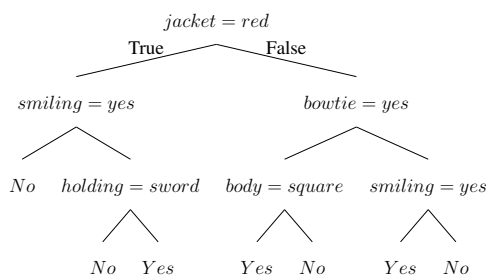 jacket = red
True False
smiling = yes bowtie = yes
No holding = sword body = square smiling = yes
No Yes Yes No Yes No